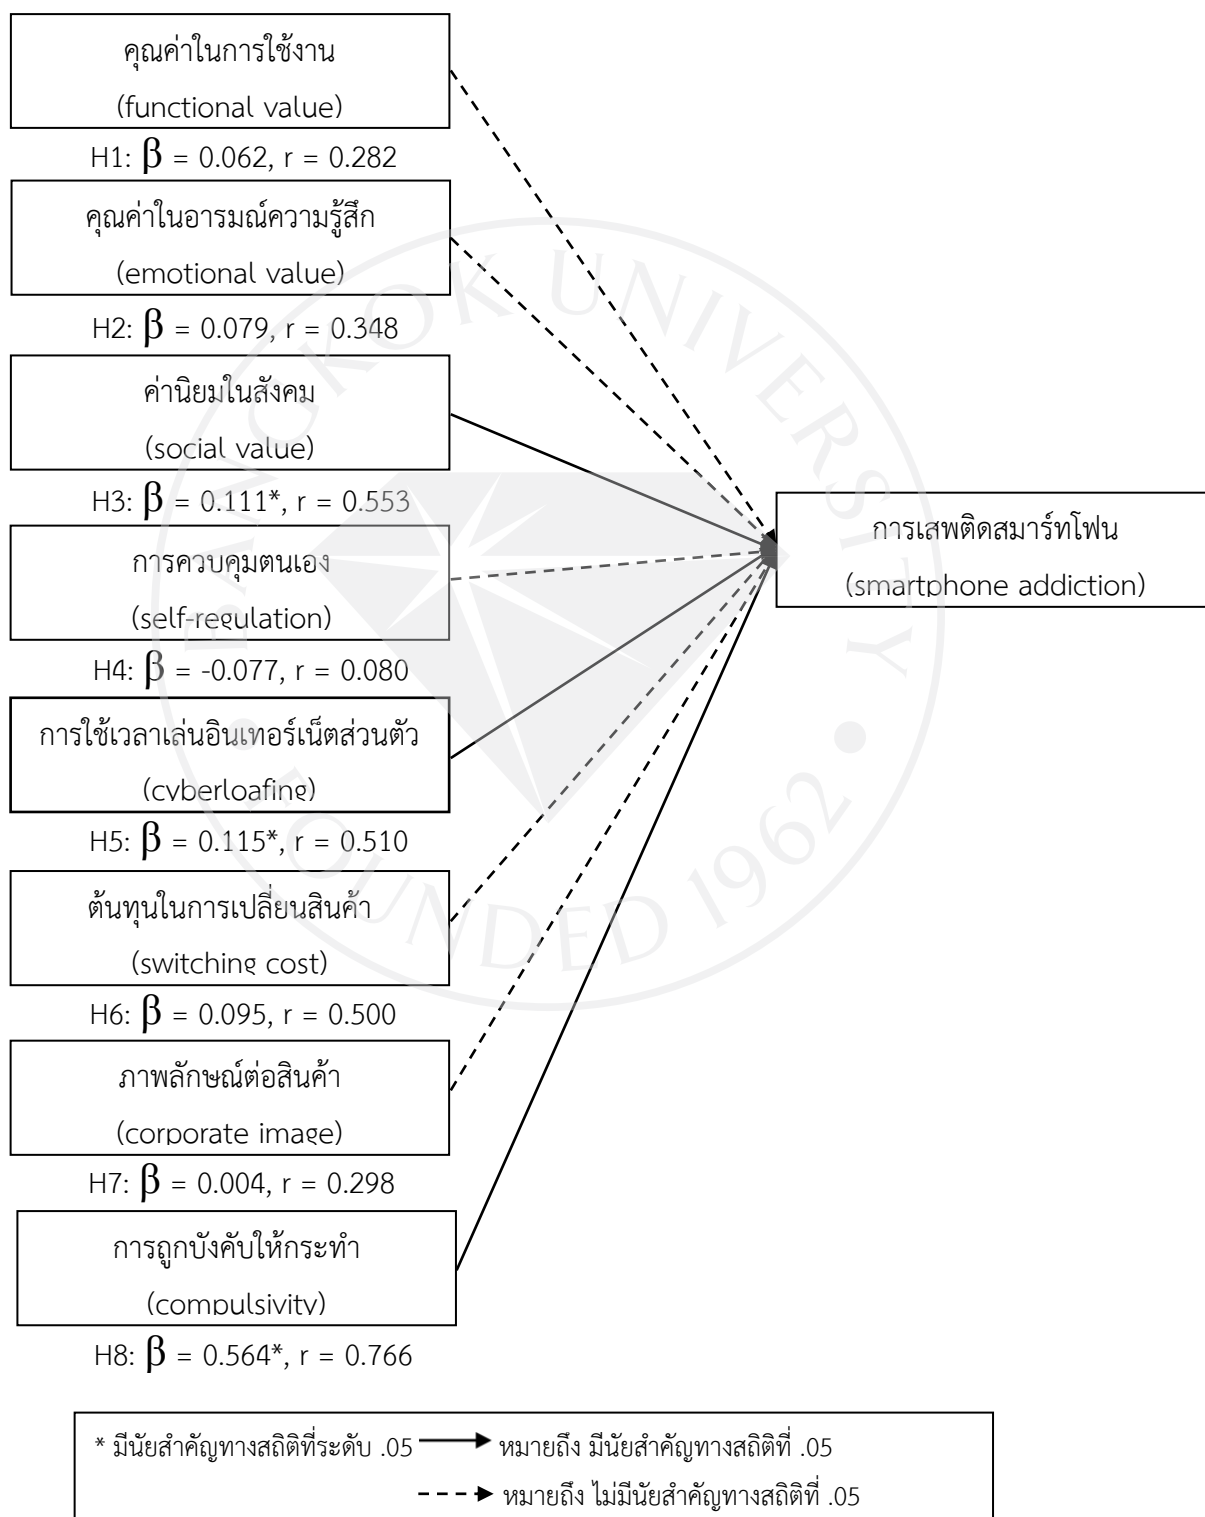 คุณค่าในการใช้งาน
(functional value)
H1: β = 0.062, r = 0.282
คุณค่าในอารมณ์ความรู้สึก
(emotional value)
H2: β = 0.079, r = 0.348
ค่านิยมในสังคม
(social value)
H3: β = 0.111*, r = 0.553
การควบคุมตนเอง
(self-regulation)
H4: β = -0.077, r = 0.080
การใช้เวลาเล่นอินเทอร์เน็ตส่วนตัว
(cyberloafing)
H5: β = 0.115*, r = 0.510
ต้นทุนในการเปลี่ยนสินค้า
(switching cost)
H6: β = 0.095, r = 0.500
ภาพลักษณ์ต่อสินค้า
(corporate image)
H7: β = 0.004, r = 0.298
การถูกบังคับให้กระทำ
(compulsivity)
H8: β = 0.564*, r = 0.766
การเสพติดสมาร์ทโฟน
(smartphone addiction)
* มีนัยสำคัญทางสถิติที่ระดับ .05 หมายถึง มีนัยสำคัญทางสถิติที่ .05
หมายถึง ไม่มีนัยสำคัญทางสถิติที่ .05
BANGKOK UNIVERSITY
FOUNDED 1962